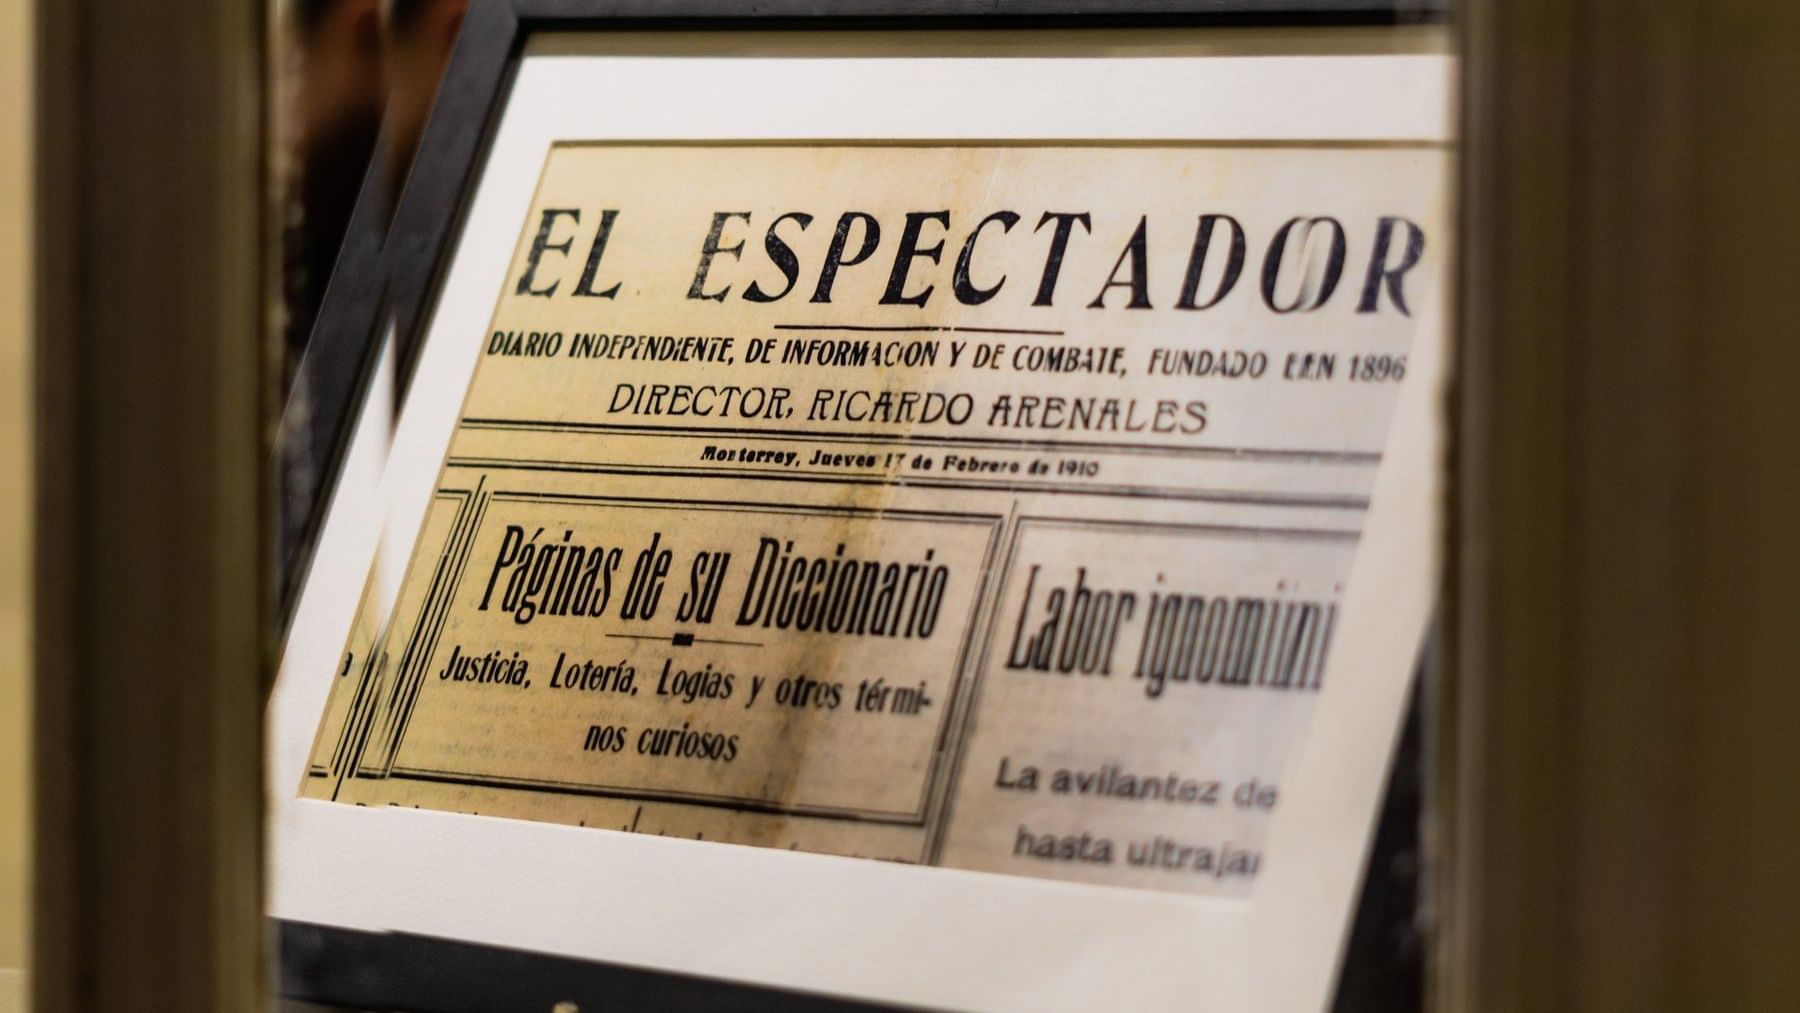 EL ESPECTADOR
DIARIO INDEPENDIENTE, DE INFORMACION Y DE COMBATE, FUNDADO EN 1896
DIRECTOR, RICARDO ARENALES
Monterrey, Jueves 17 de Febrero de 1910
Páginas de su Diccionario
Justicia, Lotería, Logias y otros térmi-
nos curiosos
Labor ignomini
La avilantez de
hasta ultrajar